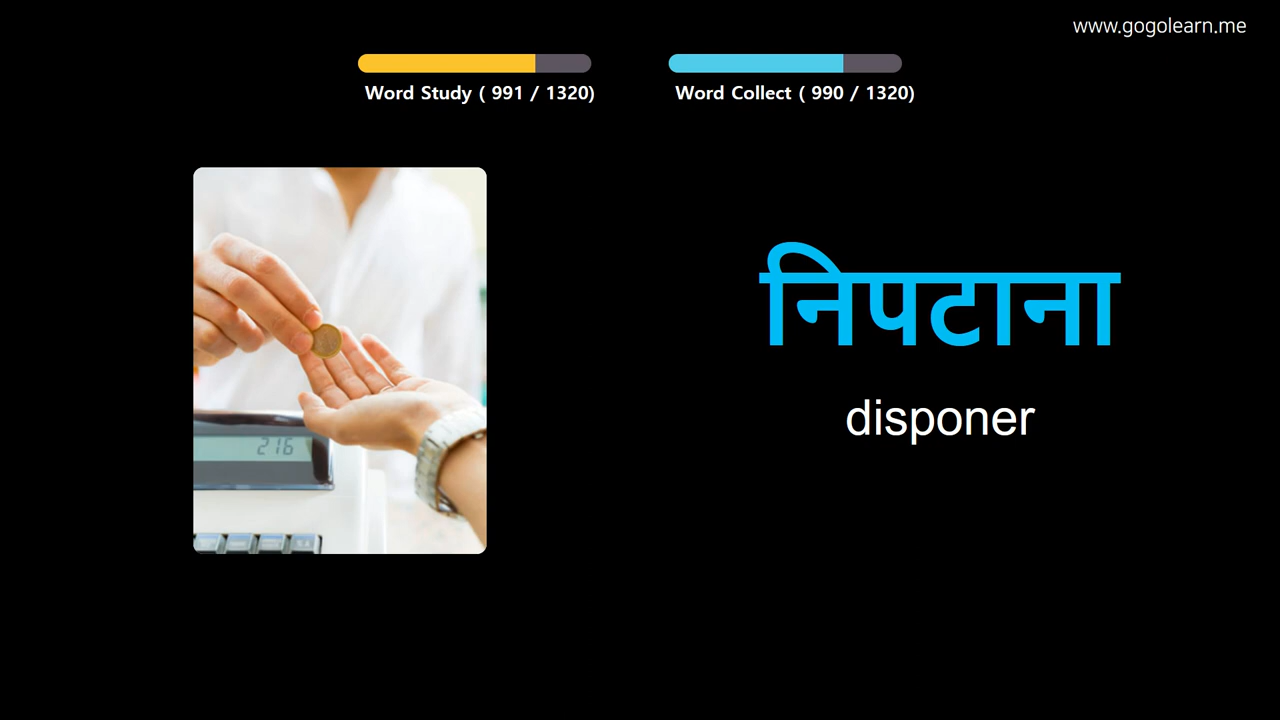 www.gogolearn.me
Word Study ( 991 / 1320)
Word Collect ( 990 / 1320)
निपटाना
disponer
216